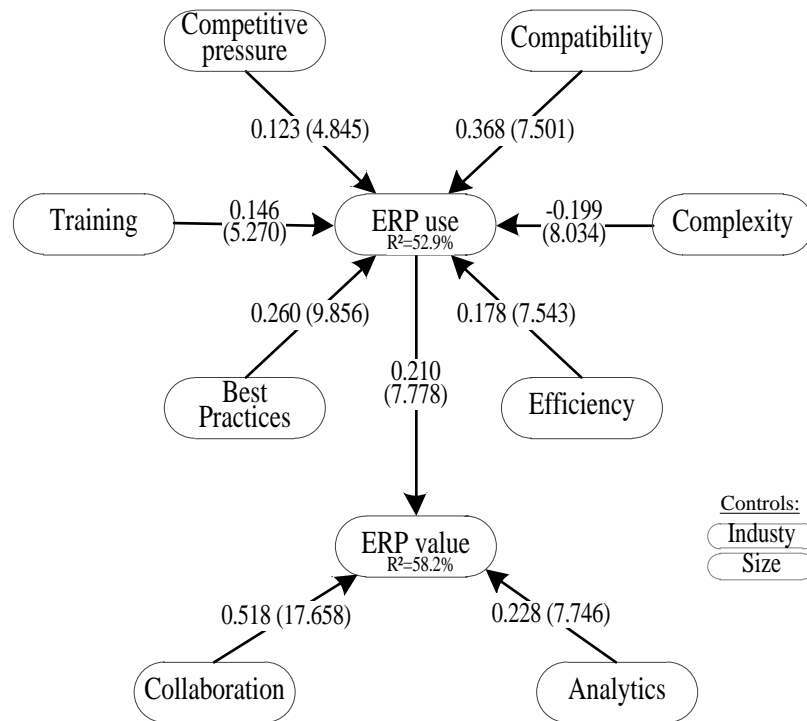 Competitive
pressure
Compatibility
0.123 (4.845)
0.368 (7.501)
Training
0.146
(5.270)
ERP use
R²=52.9%
-0.199
(8.034)
Complexity
0.260 (9.856)
0.178 (7.543)
Best
Practices
0.210
(7.778)
Efficiency
Controls:
Industy
Size
ERP value
R²=58.2%
0.518 (17.658)
0.228 (7.746)
Collaboration
Analytics